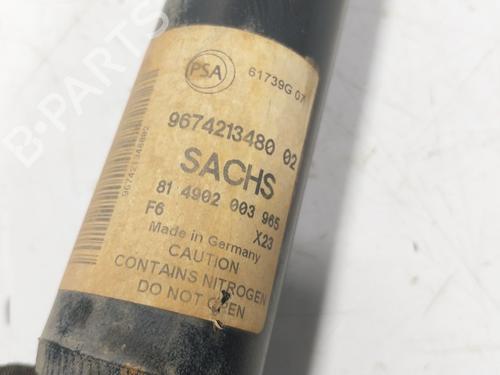 PSA
61739G 07
9674213480 02
SACHS
81 4902 003 965
F6
X23
Made in Germany
CAUTION
CONTAINS NITROGEN
DO NOT OPEN
B-Parts